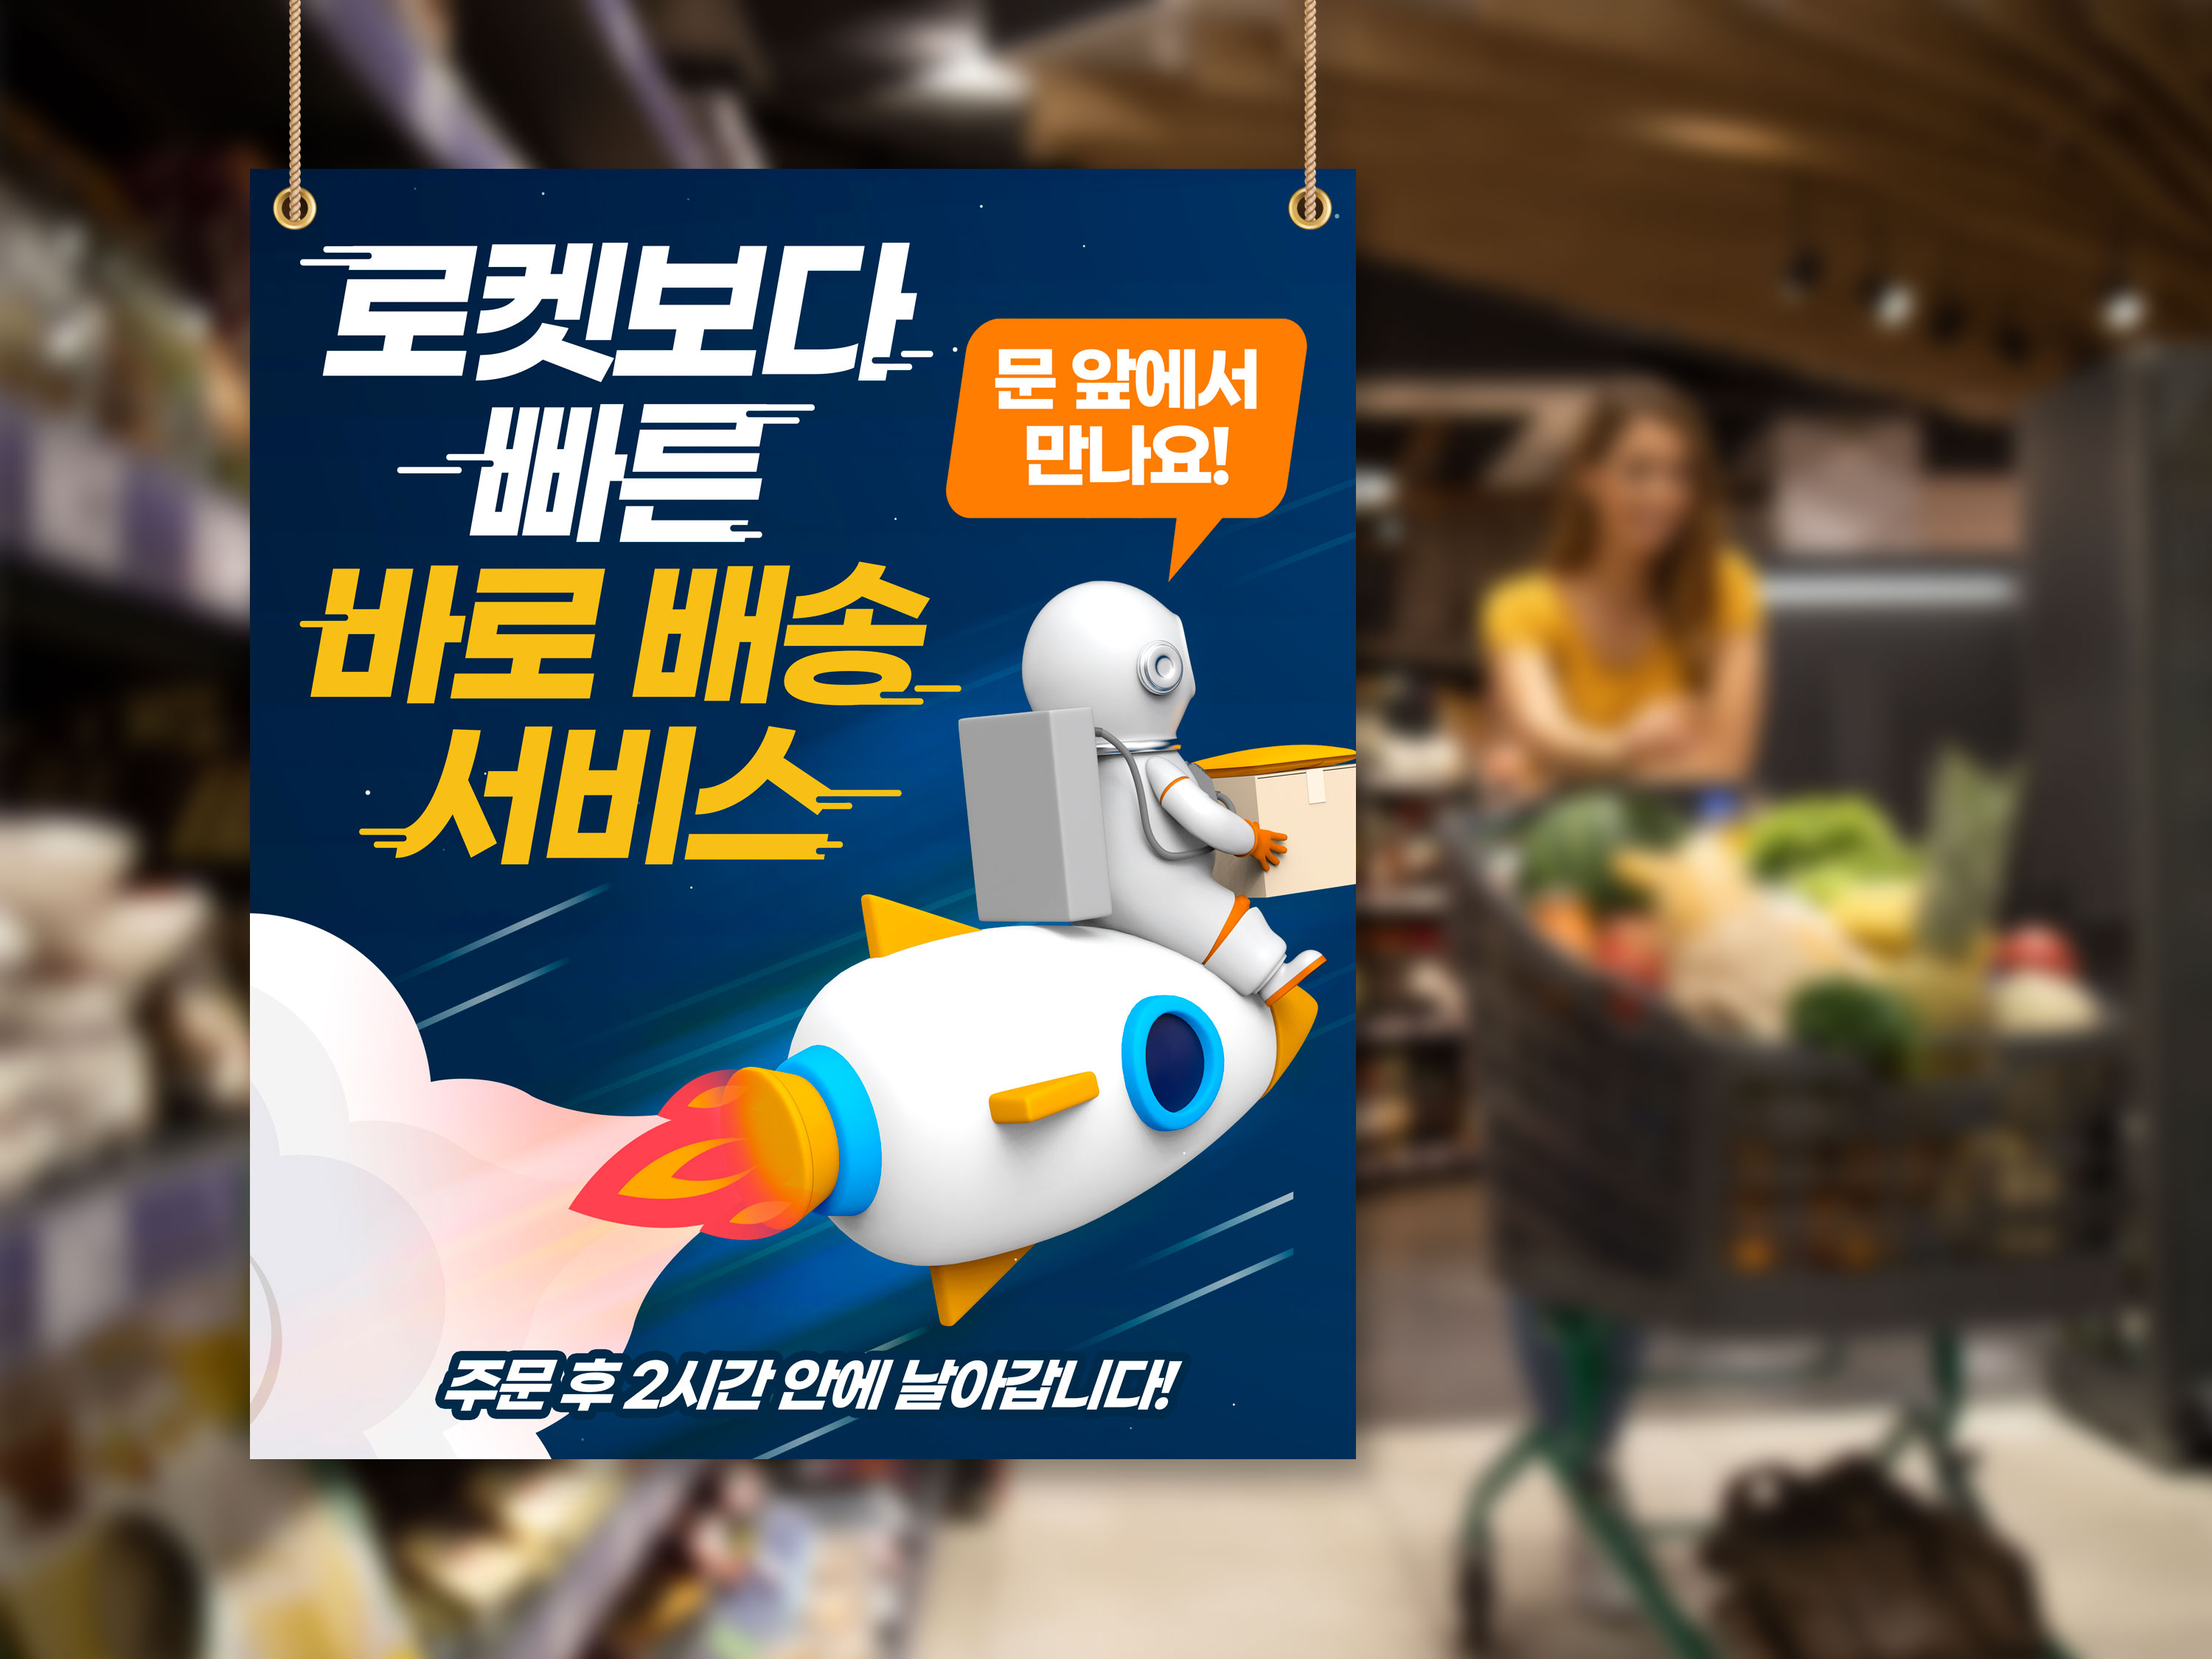 로켓보다
빠른
바로 배송
서비스
문 앞에서
만나요!
주문 후 2시간 안에 날아갑니다!